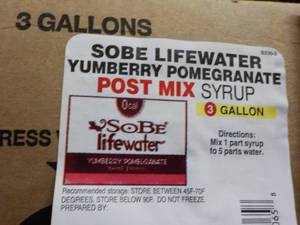 3 GALLONS
8339-3
SOBE LIFEWATER
YUMBERRY POMEGRANATE
POST MIX SYRUP
3 GALLON
0cal
SoBe
lifewater
YUMBERRY POMEGRANATE
RESS
Directions:
Mix 1 part syrup
to 5 parts water.
Recommended storage: STORE BETWEEN 45F-70F
DEGREES. STORE BELOW 90F. DO NOT FREEZE.
PREPARED BY: